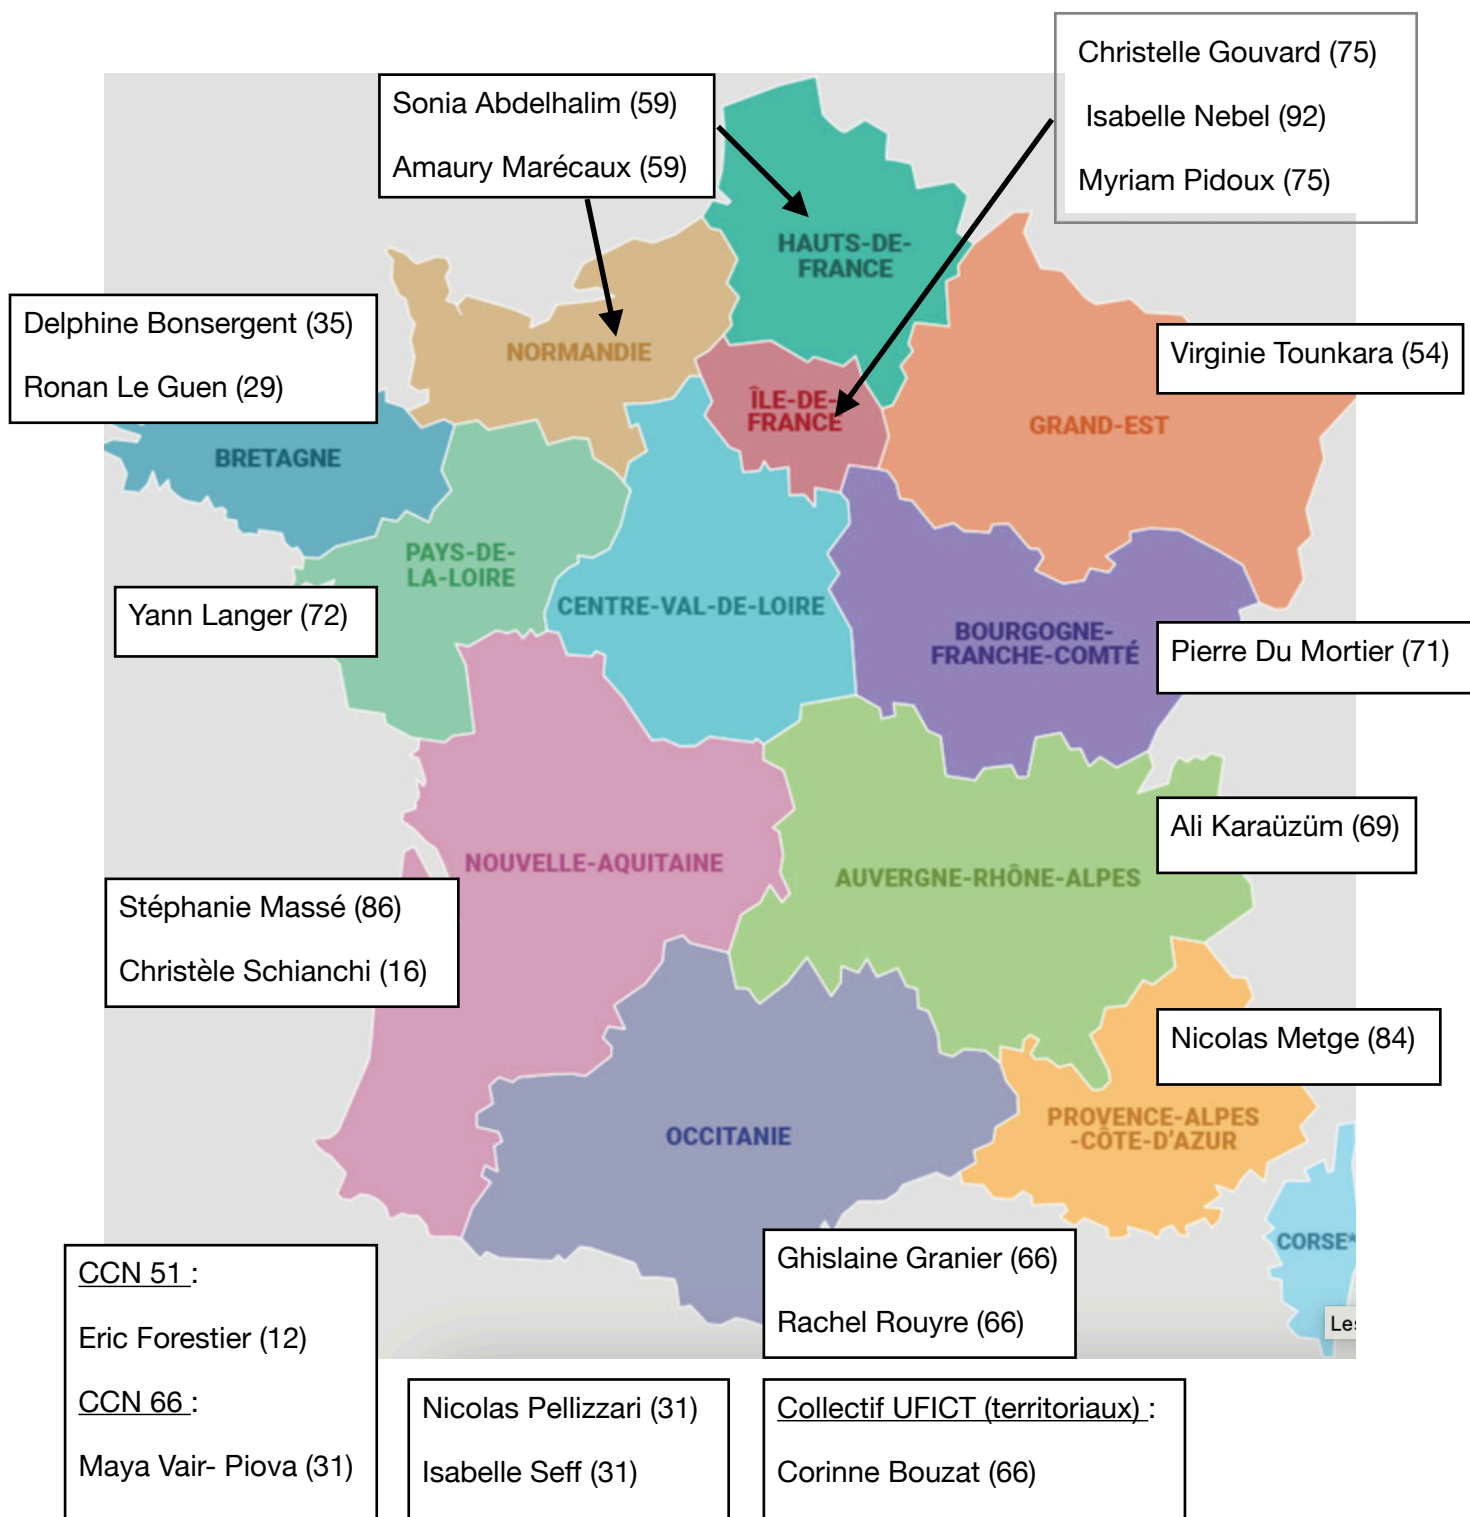 Christelle Gouvard (75)
Isabelle Nebel (92)
Myriam Pidoux (75)
Sonia Abdelhalim (59)
Amaury Marécaux (59)
HAUTS-DE-
FRANCE
Delphine Bonsergent (35)
Ronan Le Guen (29)
NORMANDIE
Virginie Tounkara (54)
ÎLE-DE-
FRANCE
GRAND-EST
BRETAGNE
PAYS-DE-
LA-LOIRE
Yann Langer (72)
CENTRE-VAL-DE-LOIRE
BOURGOGNE-
FRANCHE-COMTÉ
Pierre Du Mortier (71)
Ali Karaüzüm (69)
NOUVELLE-AQUITAINE
AUVERGNE-RHÔNE-ALPES
Stéphanie Massé (86)
Christèle Schianchi (16)
Nicolas Metge (84)
OCCITANIE
PROVENCE-ALPES
-CÔTE-D'AZUR
CORSE*
Ghislaine Granier (66)
Rachel Rouyre (66)
CCN 51 :
Eric Forestier (12)
CCN 66 :
Maya Vair- Piova (31)
Nicolas Pellizzari (31)
Isabelle Seff (31)
Collectif UFICT (territoriaux) :
Corinne Bouzat (66)